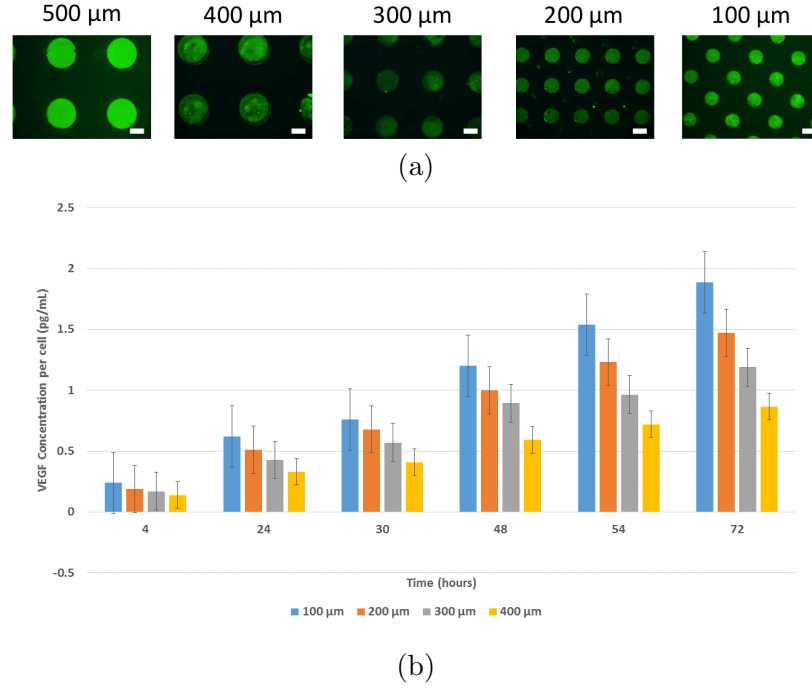 500 µm 400 µm 300 µm 200 µm 100 µm
(a)
2.5
2
1.5
1
0.5
0
-0.5
VEGF Concentration per cell (pg/mL)
4 24 30 48 54 72
Time (hours)
100 µm 200 µm 300 µm 400 µm
(b)